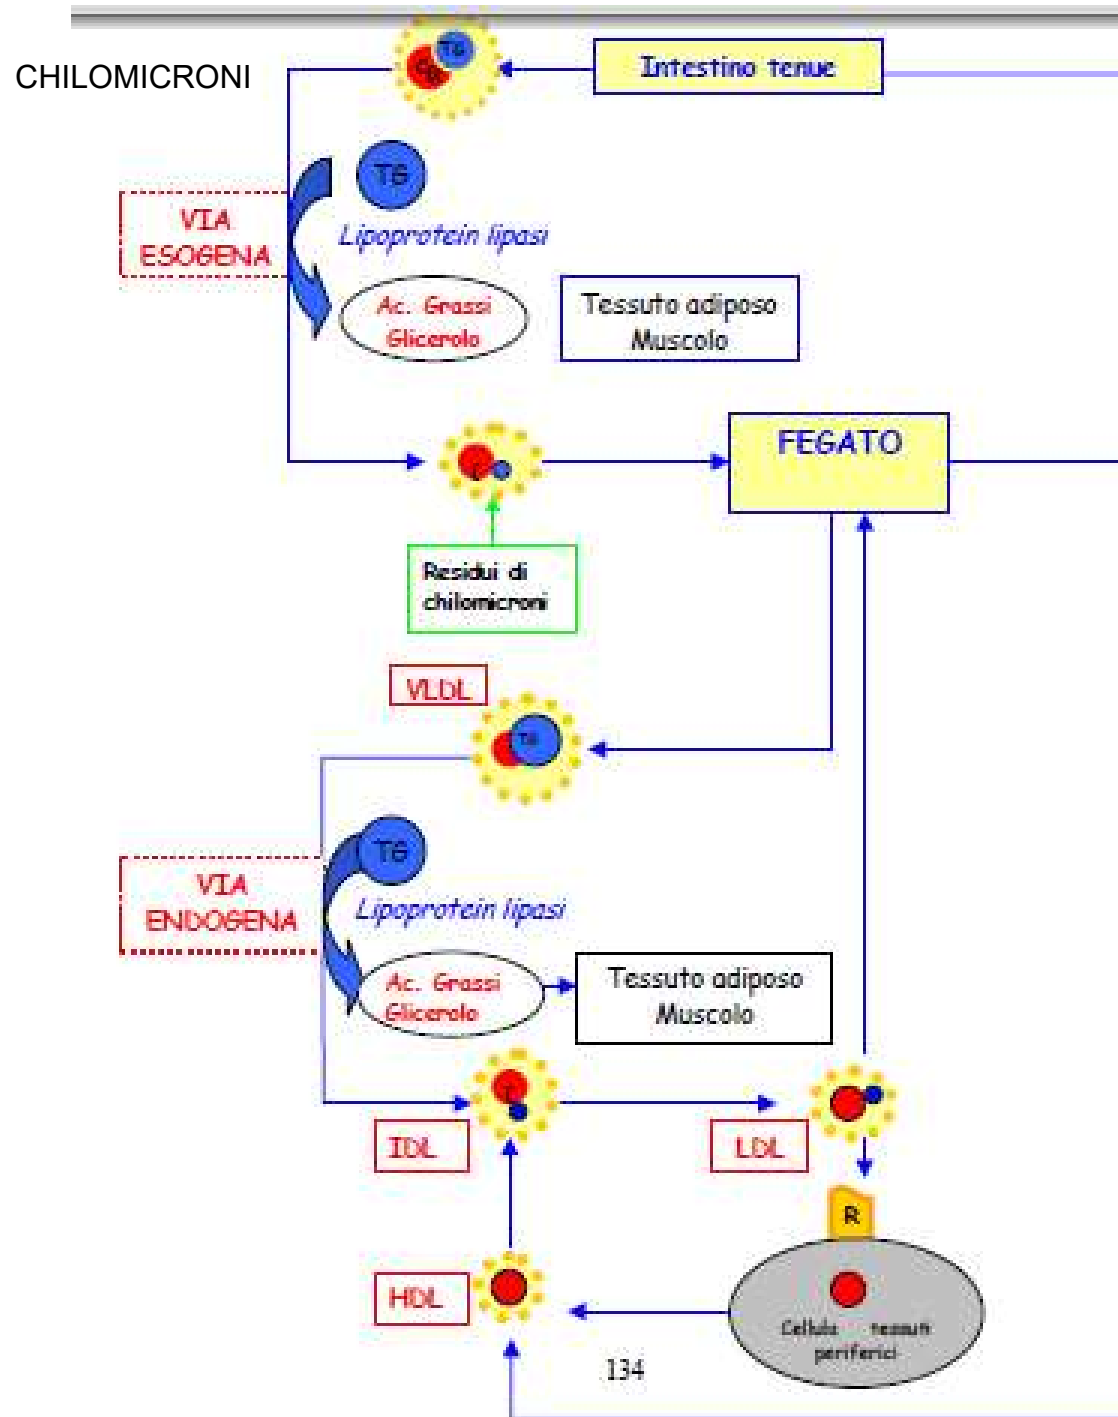 CHILOMICRONI
TG
Intestino tenue
TG
VIA
ESOGENA
Lipoprotein lipasi
Ac. Grassi
Glicerolo
Tessuto adiposo
Muscolo
FEGATO
Residui di
chilomicroni
VLDL
TG
TG
VIA
ENDOGENA
Lipoprotein lipasi
Ac. Grassi
Glicerolo
Tessuto adiposo
Muscolo
IDL
LDL
R
HDL
Cellula tessuti
periferici
134